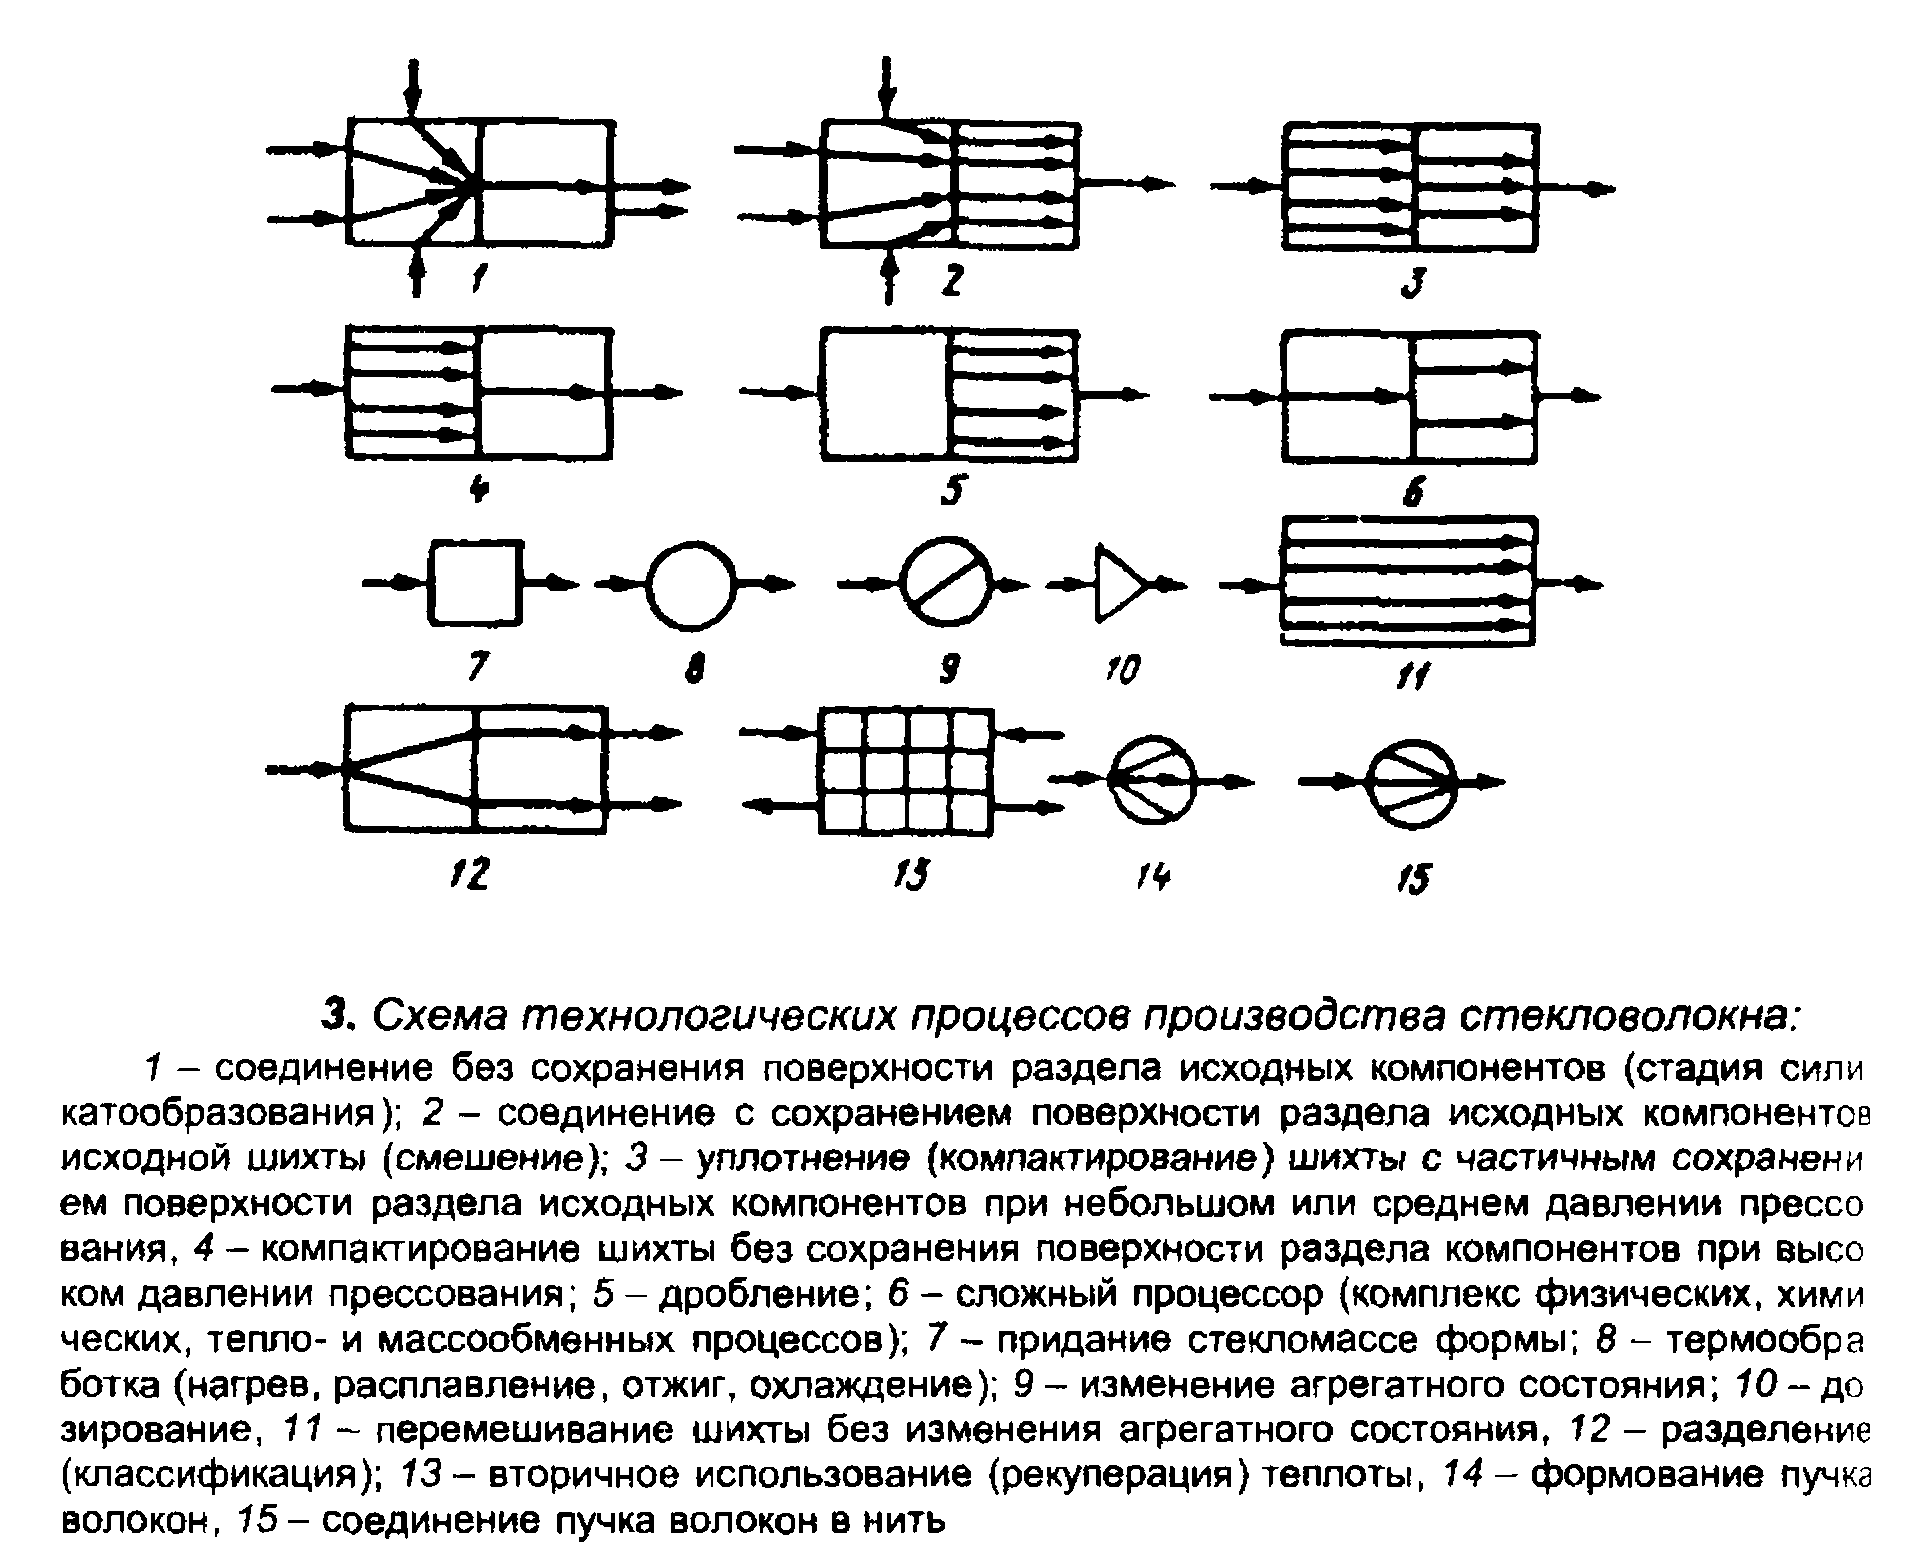 1 2 3
4 5 6
7 8 9 10 11
12 13 14 15
3. Схема технологических процессов производства стекловолокна:
1 – соединение без сохранения поверхности раздела исходных компонентов (стадия сили
катообразования); 2 – соединение с сохранением поверхности раздела исходных компонентов
исходной шихты (смешение); 3 – уплотнение (компактирование) шихты с частичным сохранени
ем поверхности раздела исходных компонентов при небольшом или среднем давлении прессо
вания, 4 – компактирование шихты без сохранения поверхности раздела компонентов при высо
ком давлении прессования; 5 – дробление; 6 – сложный процессор (комплекс физических, хими
ческих, тепло- и массообменных процессов); 7 – придание стекломассе формы; 8 – термообра
ботка (нагрев, расплавление, отжиг, охлаждение); 9 – изменение агрегатного состояния; 10 – до
зирование, 11 – перемешивание шихты без изменения агрегатного состояния, 12 – разделение
(классификация); 13 – вторичное использование (рекуперация) теплоты, 14 – формование пучка
волокон, 15 – соединение пучка волокон в нить